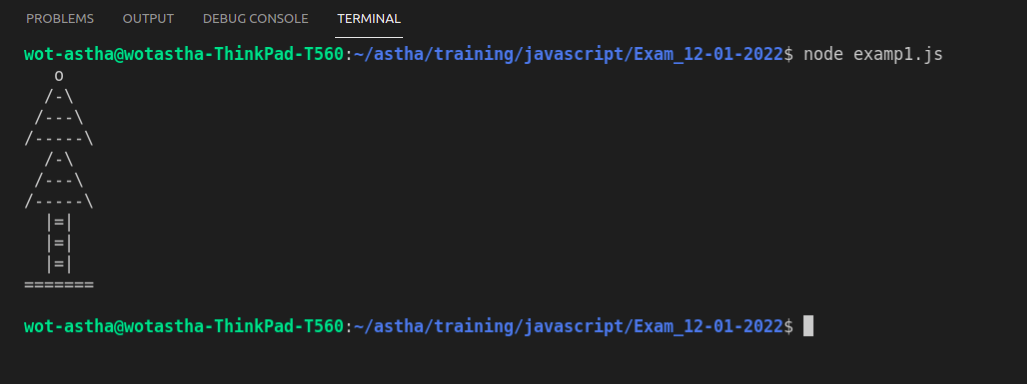 PROBLEMS OUTPUT DEBUG CONSOLE TERMINAL
wot-astha@wotastha-ThinkPad-T560:~/astha/training/javascript/Exam_12-01-2022$ node examp1.js
   o
  /-\
 /---\
/-----\
  /-\
 /---\
/-----\
  |=|
  |=|
  |=|
=======
wot-astha@wotastha-ThinkPad-T560:~/astha/training/javascript/Exam_12-01-2022$